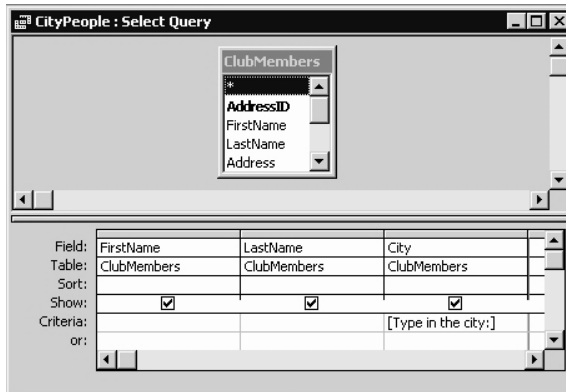 CityPeople : Select Query
ClubMembers
*
AddressID
FirstName
LastName
Address
Field: FirstName LastName City
Table: ClubMembers ClubMembers ClubMembers
Sort:
Show:
Criteria: [Type in the city:]
or: